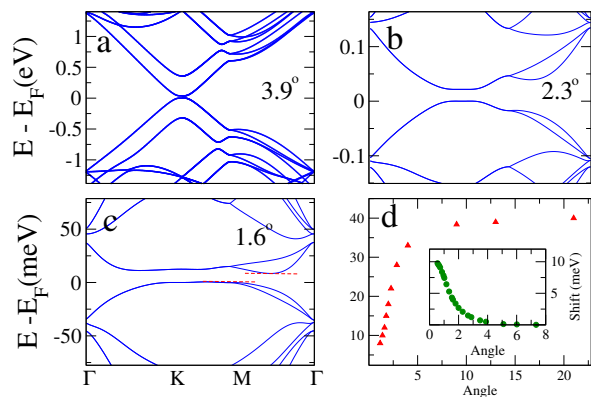 E - E_F(eV)
1
0.5
0
-0.5
-1
a
3.9°
0.1
0
-0.1
b
2.3°
E - E_F(meV)
50
0
-50
c
1.6°
Γ K M Γ
40
30
20
10
d
10
5
0
Shift (meV)
0 2 4 6 8
Angle
5 10 15 20
Angle